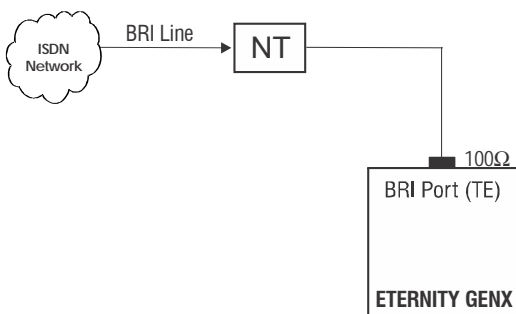 BRI Line
ISDN
Network
NT
100Ω
BRI Port (TE)
ETERNITY GENX